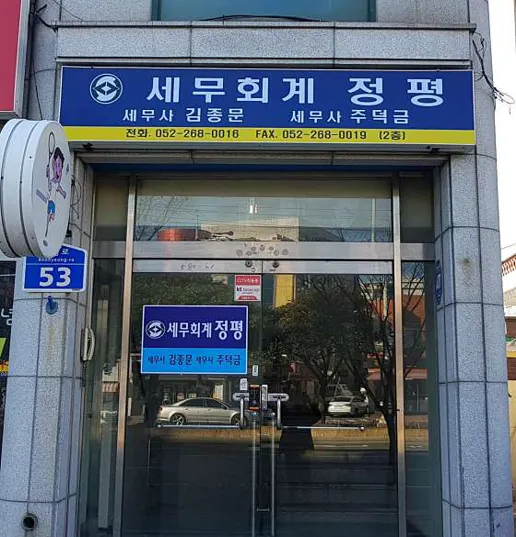 세무회계 정평
세무사 김종문 세무사 주덕금
전화. 052-268-0016 FAX. 052-268-0019 (2층)
53
세무회계 정평
세무사 김종문 세무사 주덕금